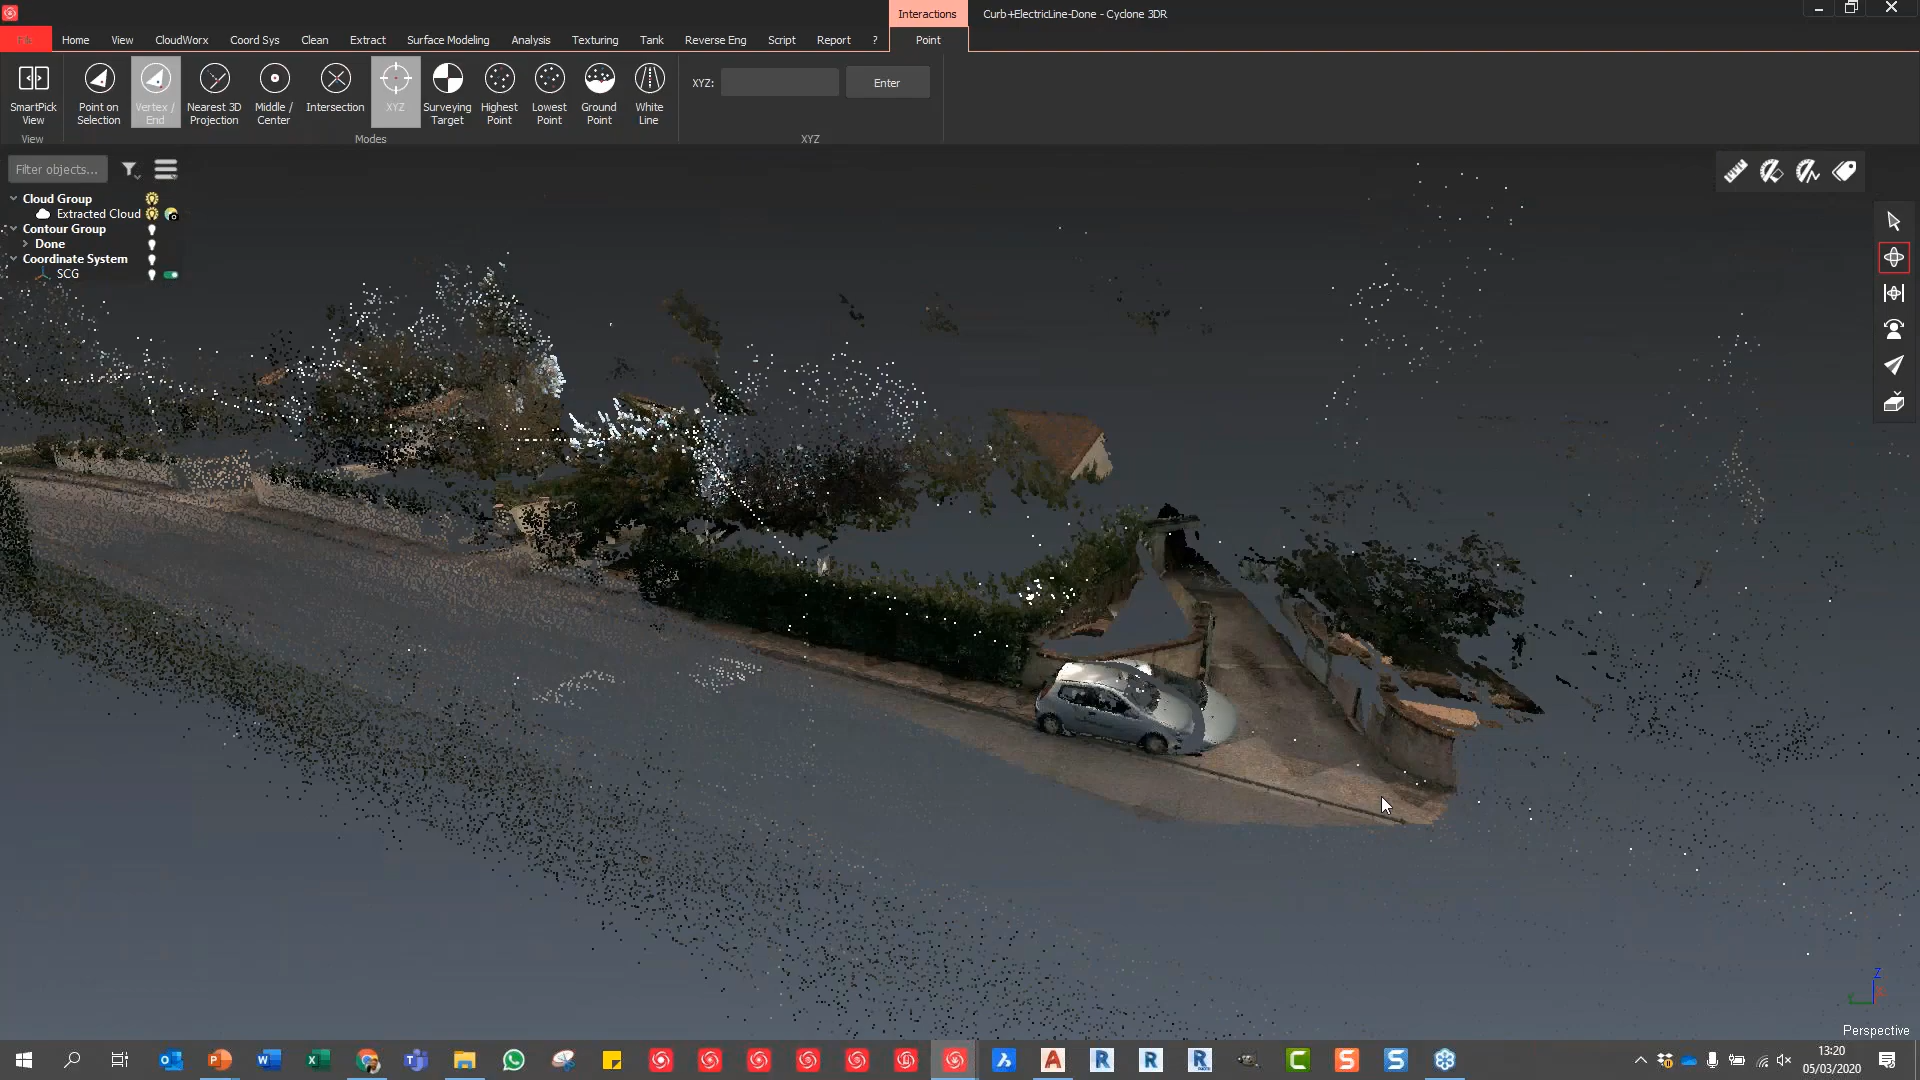 Interactions
Curb+ElectricLine-Done - Cyclone 3DR
Home
View
CloudWorx
Coord Sys
Clean
Extract
Surface Modeling
Analysis
Texturing
Tank
Reverse Eng
Script
Report
?
Point
SmartPick View
Point on Selection
Vertex / End
Nearest 3D Projection
Middle / Center
Intersection
XYZ
Surveying Target
Highest Point
Lowest Point
Ground Point
White Line
XYZ:
Enter
View
Modes
XYZ
Filter objects...
Cloud Group
Extracted Cloud
Contour Group
Done
Coordinate System
SCG
Z
Perspective
13:20
05/03/2020